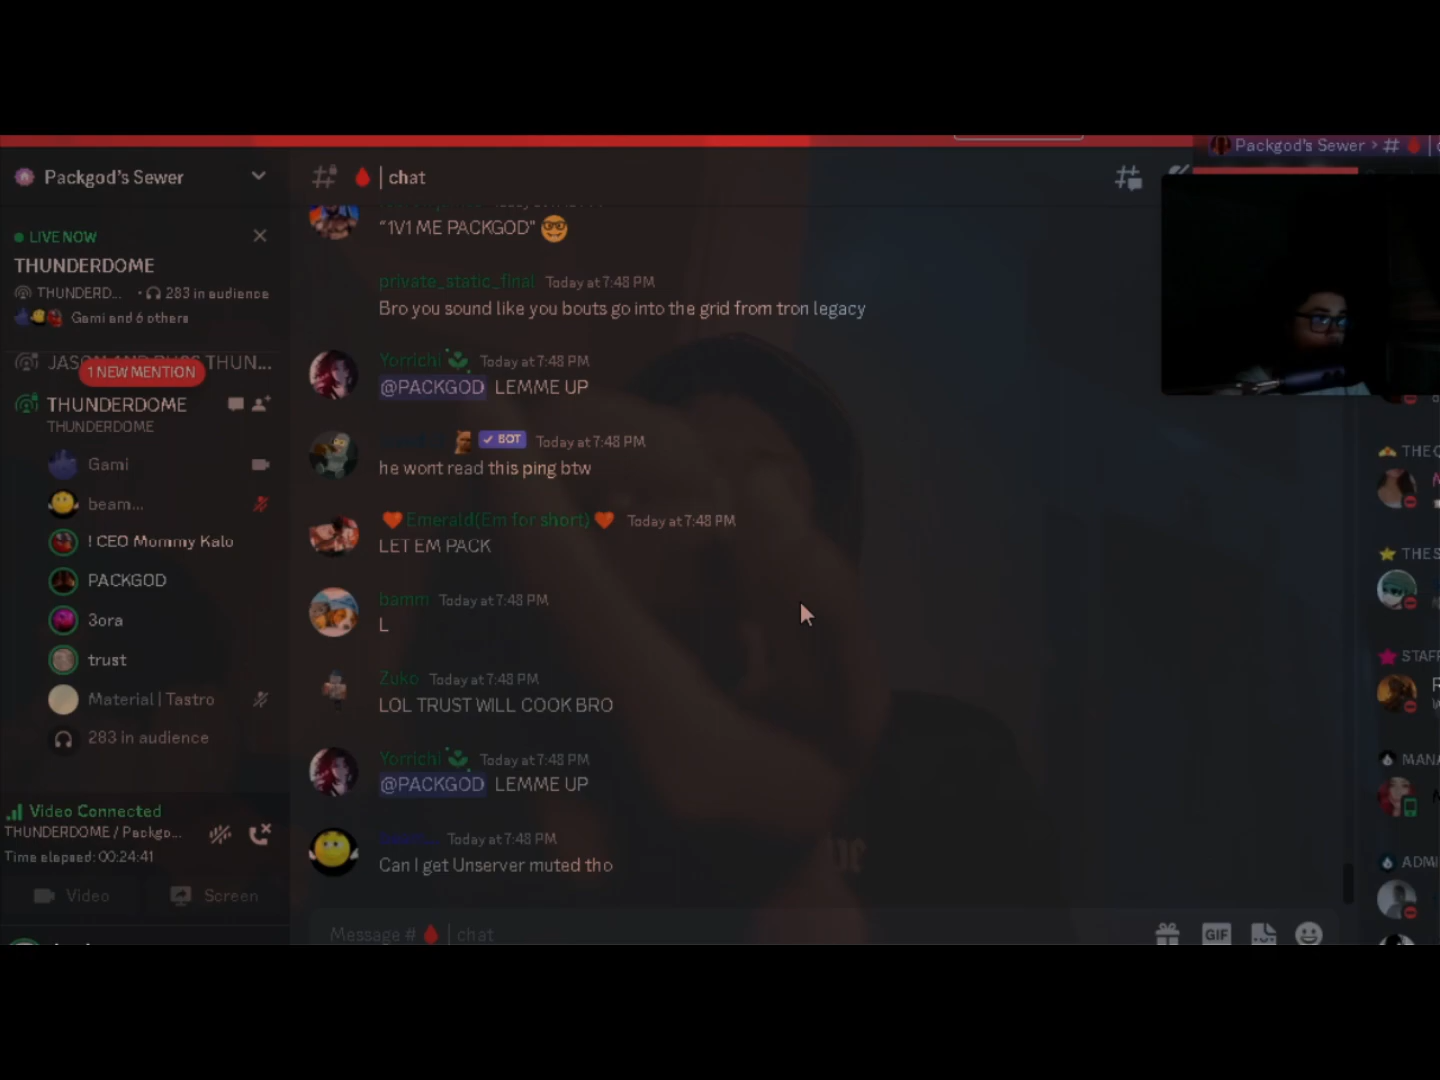 Packgod's Sewer
LIVE NOW
THUNDERDOME
THUNDERD... • 283 in audience
Gami and 6 others
THUN...
1 NEW MENTION
THUNDERDOME
THUNDERDOME
Gami
beam...
! CEO Mommy Kalo
PACKGOD
3ora
trust
Material | Tastro
283 in audience
Video Connected
THUNDERDOME / Packgo...
Time elapsed: 00:24:41
Video
Screen
| chat
"1V1 ME PACKGOD"
private_static_final Today at 7:48 PM
Bro you sound like you bouts go into the grid from tron legacy
Yorrichi Today at 7:48 PM
@PACKGOD LEMME UP
BOT Today at 7:48 PM
he wont read this ping btw
Emerald(Em for short) Today at 7:48 PM
LET EM PACK
bamm Today at 7:48 PM
L
Zuko Today at 7:48 PM
LOL TRUST WILL COOK BRO
Yorrichi Today at 7:48 PM
@PACKGOD LEMME UP
Today at 7:48 PM
Can I get Unserver muted tho
Message # | chat
GIF
Packgod's Sewer > #
THE
THE S
STAFF
MANA
ADMI